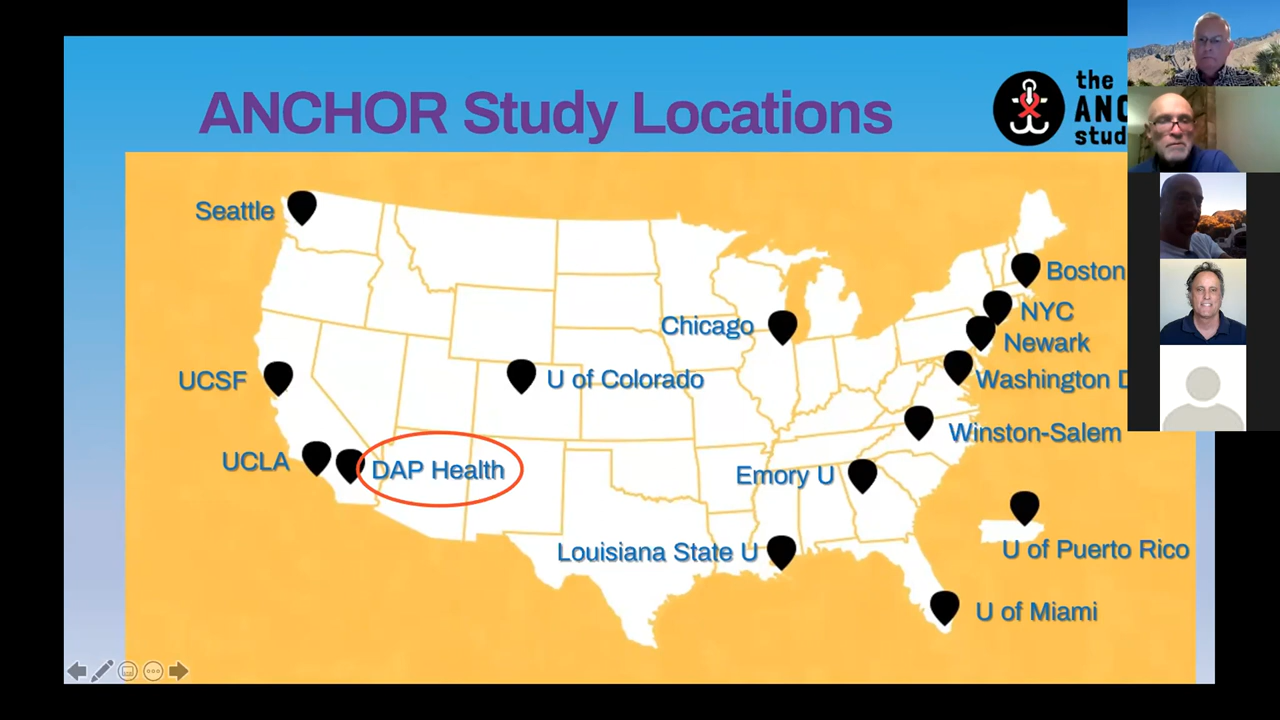 ANCHOR Study Locations
the
ANC
stud
Seattle
Boston
NYC
Chicago
Newark
UCSF
U of Colorado
Washington D
Winston-Salem
UCLA
DAP Health
Emory U
Louisiana State U
U of Puerto Rico
U of Miami